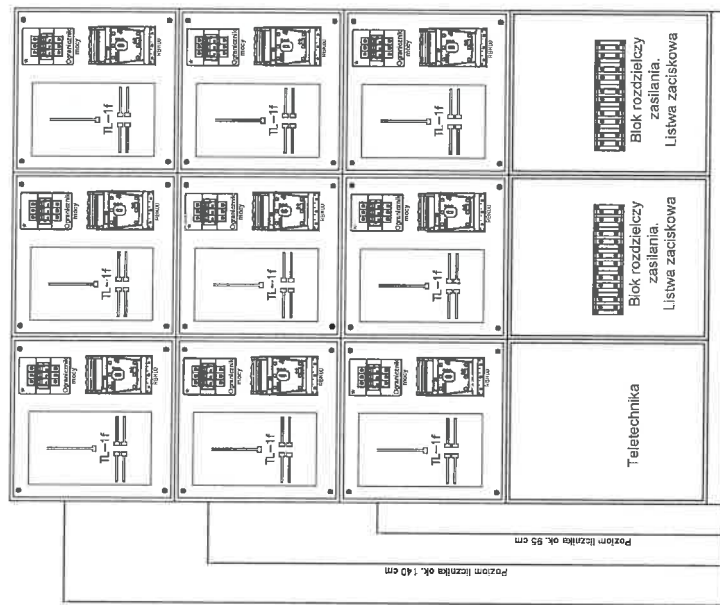 Ogranicznik
mocy
TL-1f
Ogranicznik
mocy
TL-1f
Ogranicznik
mocy
TL-1f
Blok rozdzielczy
zasilania.
Listwa zaciskowa
Ogranicznik
mocy
TL-1f
Ogranicznik
mocy
TL-1f
Ogranicznik
mocy
TL-1f
Blok rozdzielczy
zasilania.
Listwa zaciskowa
Ogranicznik
mocy
TL-1f
Ogranicznik
mocy
TL-1f
Ogranicznik
mocy
TL-1f
Teletechnika
Poziom licznika ok. 95 cm
Poziom licznika ok. 140 cm